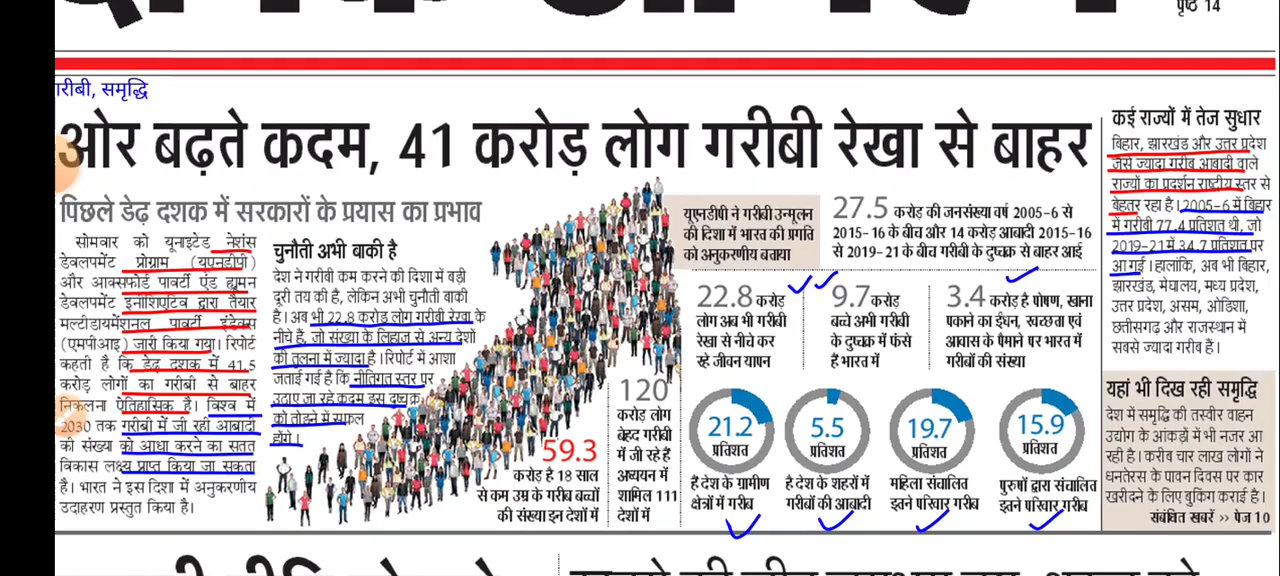 पृष्ठ 14
गरीबी, समृद्धि
ओर बढ़ते कदम, 41 करोड़ लोग गरीबी रेखा से बाहर
पिछले डेढ़ दशक में सरकारों के प्रयास का प्रभाव
सोमवार को यूनाइटेड नेशंस
डेवलपमेंट प्रोग्राम (यूएनडीपी)
और आक्सफोर्ड पावर्टी एंड ह्यूमन
डेवलपमेंट इनीशिएटिव द्वारा तैयार
मल्टीडायमेंशनल पावर्टी इंडेक्स
(एमपीआइ) जारी किया गया। रिपोर्ट
कहती है कि डेढ़ दशक में 41.5
करोड़ लोगों का गरीबी से बाहर
निकलना ऐतिहासिक है। विश्व में
2030 तक गरीबी में जी रही आबादी
की संख्या को आधा करने का सतत
विकास लक्ष्य प्राप्त किया जा सकता
है। भारत ने इस दिशा में अनुकरणीय
उदाहरण प्रस्तुत किया है।
चुनौती अभी बाकी है
देश ने गरीबी कम करने की दिशा में बड़ी
दूरी तय की है, लेकिन अभी चुनौती बाकी
है। अब भी 22.8 करोड़ लोग गरीबी रेखा के
नीचे हैं, जो संख्या के लिहाज से अन्य देशों
की तुलना में ज्यादा है। रिपोर्ट में आशा
जताई गई है कि नीतिगत स्तर पर
उठाए जा रहे कदम इस दुष्चक्र
को तोड़ने में सफल
होंगे।
59.3
करोड़ है 18 साल
से कम उम्र के गरीब बच्चों
की संख्या इन देशों में
120
करोड़ लोग
बेहद गरीबी
में जी रहे हैं
अध्ययन में
शामिल 111
देशों में
यूएनडीपी ने गरीबी उन्मूलन
की दिशा में भारत की प्रगति
को अनुकरणीय बताया
27.5 करोड़ की जनसंख्या वर्ष 2005-6 से
2015-16 के बीच और 14 करोड़ आबादी 2015-16
से 2019-21 के बीच गरीबी के दुष्चक्र से बाहर आई
22.8 करोड़
लोग अब भी गरीबी
रेखा से नीचे कर
रहे जीवन यापन
9.7 करोड़
बच्चे अभी गरीबी
के दुष्चक्र में फंसे
हैं भारत में
3.4 करोड़ है पोषण, खाना
पकाने का ईंधन, स्वच्छता एवं
आवास के पैमाने पर भारत में
गरीबों की संख्या
21.2
प्रतिशत
हैं देश के ग्रामीण
क्षेत्रों में गरीब
5.5
प्रतिशत
है देश के शहरों में
गरीबों की आबादी
19.7
प्रतिशत
महिला संचालित
इतने परिवार गरीब
15.9
प्रतिशत
पुरुषों द्वारा संचालित
इतने परिवार गरीब
कई राज्यों में तेज सुधार
बिहार, झारखंड और उत्तर प्रदेश
जैसे ज्यादा गरीब आबादी वाले
राज्यों का प्रदर्शन राष्ट्रीय स्तर से
बेहतर रहा है। 2005-6 में बिहार
में गरीबी 77.4 प्रतिशत थी, जो
2019-21 में 34.7 प्रतिशत पर
आ गई। हालांकि, अब भी बिहार,
झारखंड, मेघालय, मध्य प्रदेश,
उत्तर प्रदेश, असम, ओडिशा,
छत्तीसगढ़ और राजस्थान में
सबसे ज्यादा गरीब हैं।
यहां भी दिख रही समृद्धि
देश में समृद्धि की तस्वीर वाहन
उद्योग के आंकड़ों में भी नजर आ
रही है। करीब चार लाख लोगों ने
धनतेरस के पावन दिवस पर कार
खरीदने के लिए बुकिंग कराई है।
संबंधित खबरें >> पेज 10